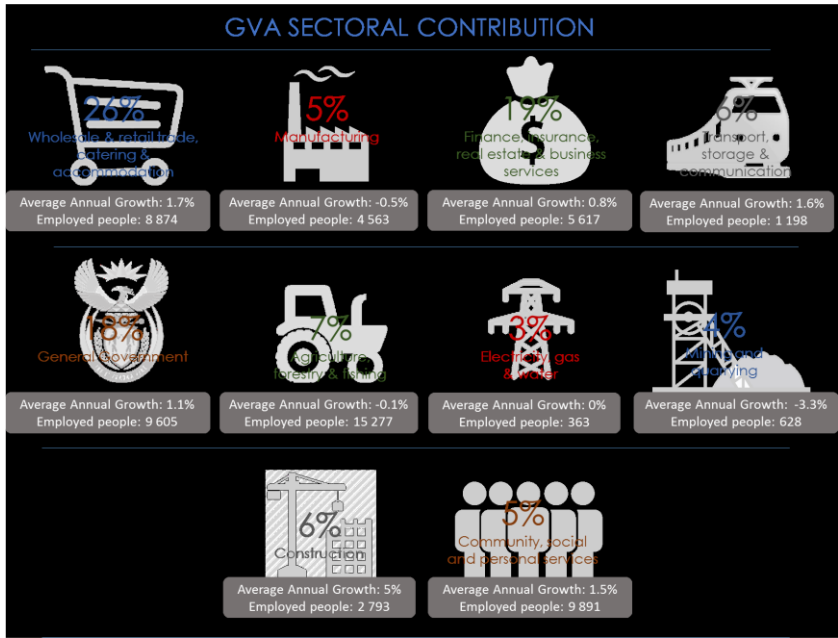 GVA SECTORAL CONTRIBUTION
26%
Wholesale & retail trade,
catering &
accommodation
Average Annual Growth: 1.7%
Employed people: 8 874
5%
Manufacturing
Average Annual Growth: -0.5%
Employed people: 4 563
19%
Finance, insurance,
real estate & business
services
Average Annual Growth: 0.8%
Employed people: 5 617
6%
Transport,
storage &
communication
Average Annual Growth: 1.6%
Employed people: 1 198
18%
General Government
Average Annual Growth: 1.1%
Employed people: 9 605
7%
Agriculture,
forestry & fishing
Average Annual Growth: -0.1%
Employed people: 15 277
3%
Electricity, gas
& water
Average Annual Growth: 0%
Employed people: 363
4%
Mining and
quarrying
Average Annual Growth: -3.3%
Employed people: 628
6%
Construction
Average Annual Growth: 5%
Employed people: 2 793
5%
Community, social
and personal services
Average Annual Growth: 1.5%
Employed people: 9 891